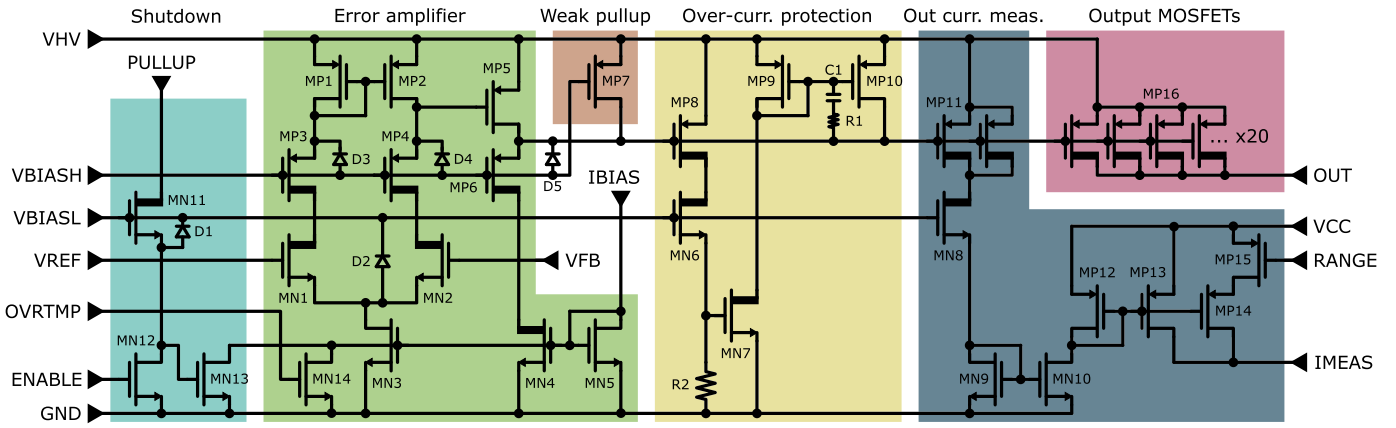 Shutdown
Error amplifier
Weak pullup
Over-curr. protection
Out curr. meas.
Output MOSFETs
VHV
PULLUP
MP1
MP2
MP5
MP7
MP9
C1
MP10
R1
MP8
MP11
MP16
... x20
MP3
MP4
D3
D4
MP6
D5
VBIASH
IBIAS
OUT
MN11
VBIASL
D1
VCC
VREF
D2
MN1
MN2
VFB
MN6
MN8
MP12
MP13
MP15
RANGE
OVRTMP
MP14
MN12
MN7
IMEAS
ENABLE
MN13
MN14
MN3
MN4
MN5
R2
MN9
MN10
GND